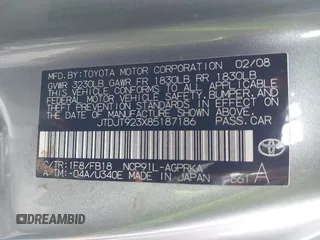 MFD. BY: TOYOTA MOTOR CORPORATION 02/08
GVWR 3230LB GAWR FR 1830LB RR 1830LB
THIS VEHICLE CONFORMS TO ALL APPLICABLE
FEDERAL MOTOR VEHICLE SAFETY, BUMPER, AND
THEFT PREVENTION STANDARDS IN EFFECT ON
THE DATE OF MANUFACTURE SHOWN ABOVE.
JTDJT923X85187186 PASS.CAR
C/TR: 1F8/FB18 NCP91L-AGPRKA
A/TM: -04A/U340E MADE IN JAPAN 661 A
TOYOTA
DREAMBID